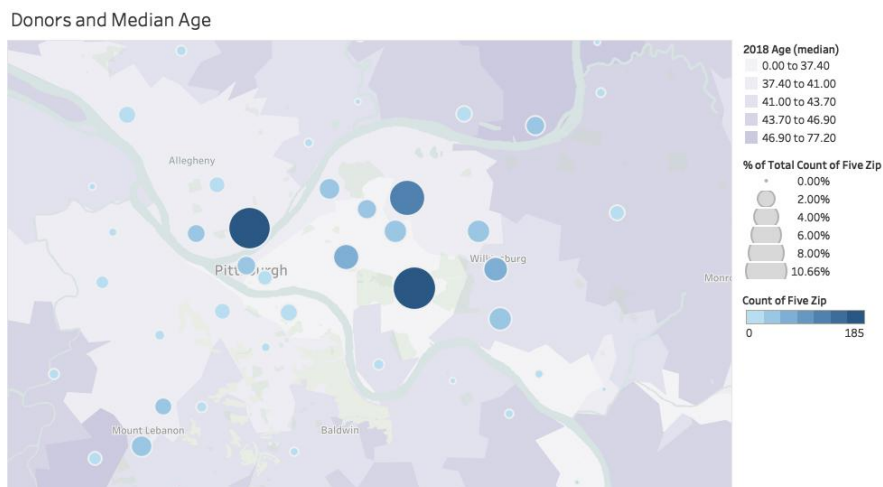 Donors and Median Age
2018 Age (median)
0.00 to 37.40
37.40 to 41.00
41.00 to 43.70
43.70 to 46.90
46.90 to 77.20
% of Total Count of Five Zip
0.00%
2.00%
4.00%
6.00%
8.00%
10.66%
Count of Five Zip
0 185
Allegheny
Mount Lebanon
Baldwin